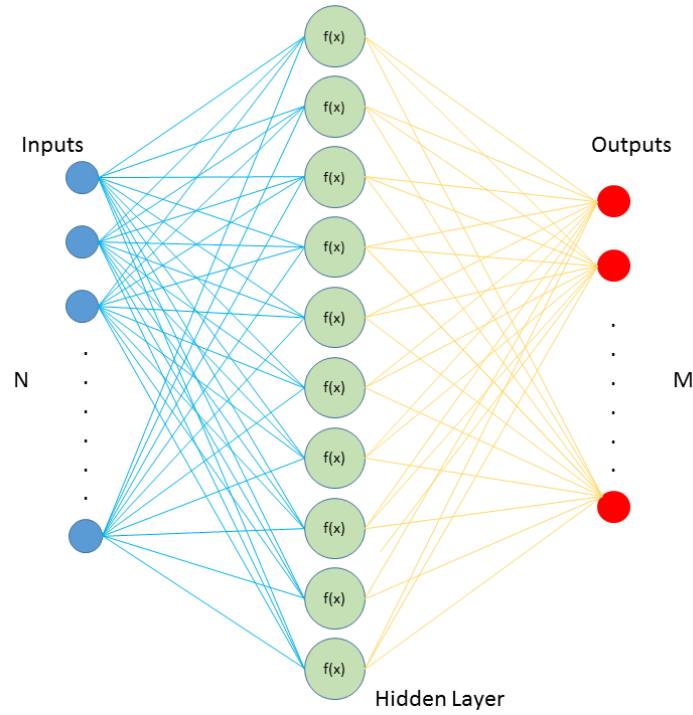 Inputs
Outputs
f(x)
f(x)
f(x)
f(x)
f(x)
f(x)
f(x)
f(x)
f(x)
f(x)
N
M
Hidden Layer